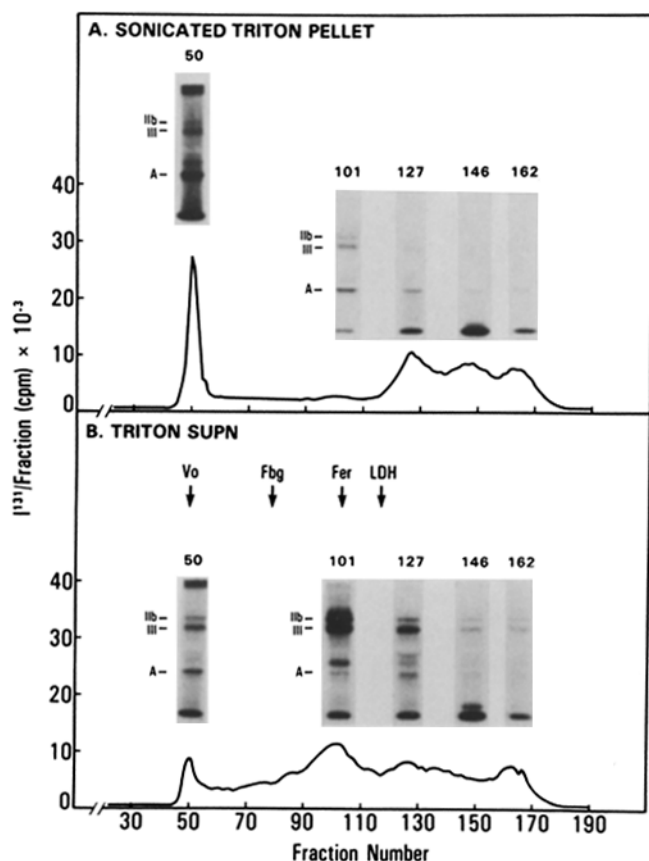 A. SONICATED TRITON PELLET
50
IIb
III
A
101 127 146 162
IIb
III
A
40
30
20
10
0
B. TRITON SUPN
Vo Fbg Fer LDH
50
101 127 146 162
IIb
III
A
IIb
III
A
40
30
20
10
0
30 50 70 90 110 130 150 170 190
Fraction Number
I¹³¹/Fraction (cpm) × 10⁻³